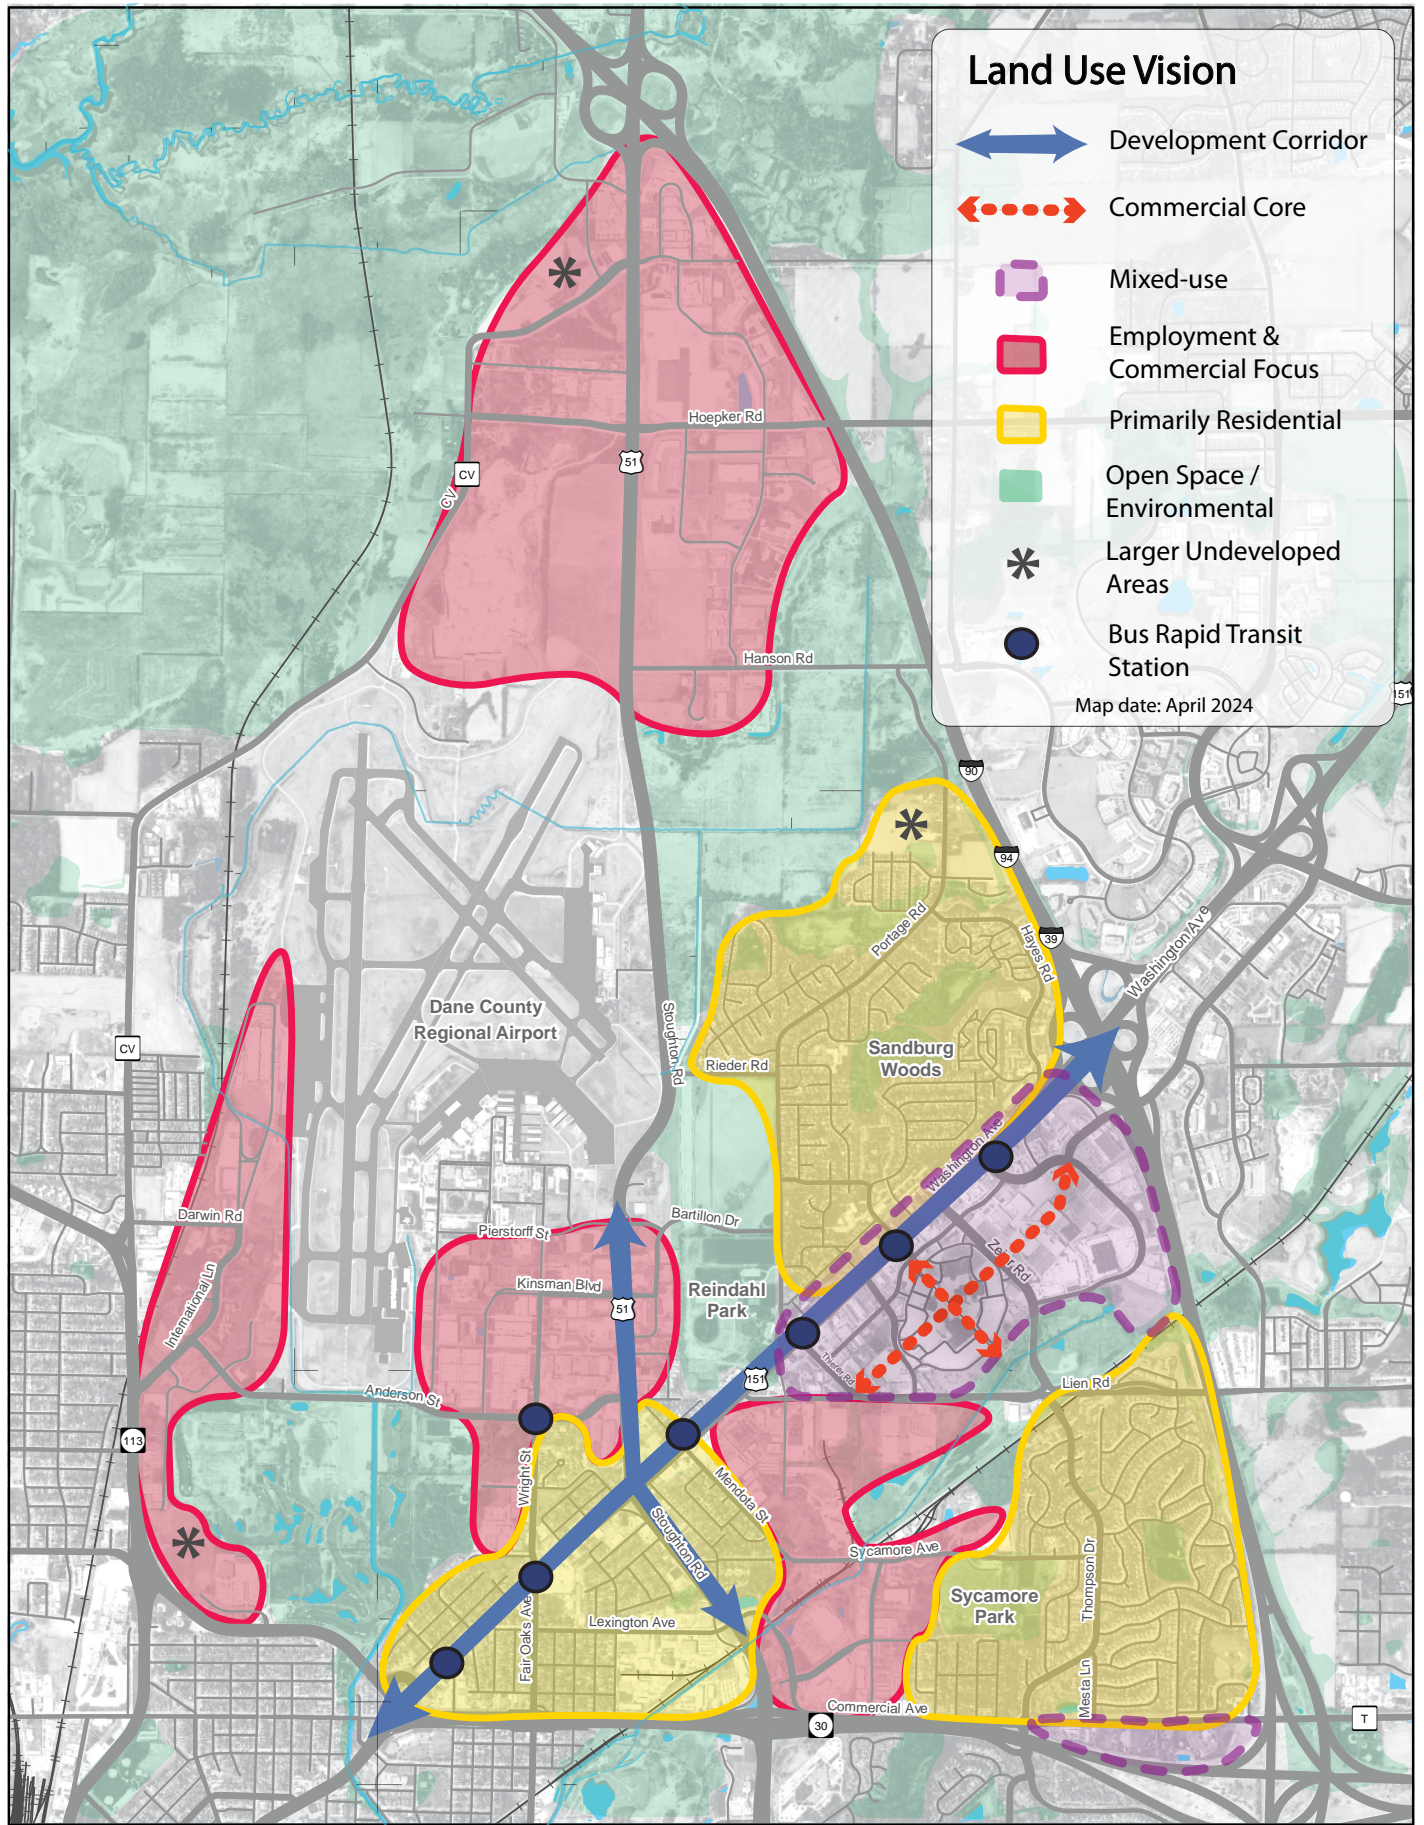 Land Use Vision
Development Corridor
Commercial Core
Mixed-use
Employment &
Commercial Focus
Primarily Residential
Open Space /
Environmental
Larger Undeveloped
Areas
Bus Rapid Transit
Station
Map date: April 2024
Hoepker Rd
51
CV
CV
Hanson Rd
151
90
94
39
Portage Rd
Hayes Rd
Washington Ave
Dane County
Regional Airport
Stoughton Rd
CV
Sandburg
Woods
Rieder Rd
Washington Ave
Darwin Rd
Pierstorff St
Bartillon Dr
Kinsman Blvd
Zeier Rd
Reindahl
Park
51
International Ln
Thierer Rd
151
Lien Rd
Anderson St
113
Wright St
Mendota St
Stoughton Rd
Sycamore Ave
Thompson Dr
Sycamore
Park
Lexington Ave
Fair Oaks Ave
Mesta Ln
Commercial Ave
30
T